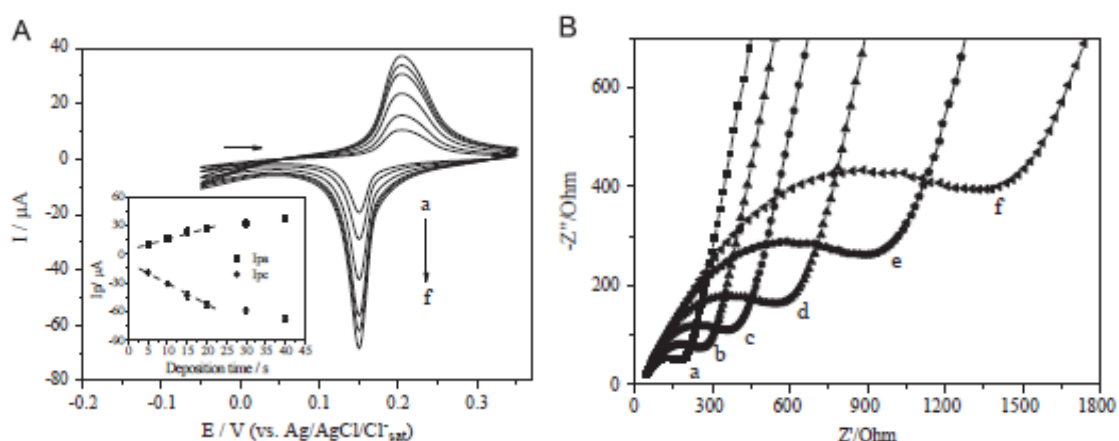 A
I / μA
40
20
0
-20
-40
-60
-80
a
f
Ip/ μA
60
30
0
-30
-60
-90
Ipa
Ipc
0 5 10 15 20 25 30 35 40 45
Deposition time / s
-0.2 -0.1 0.0 0.1 0.2 0.3
E / V (vs. Ag/AgCl/Cl⁻sat)
B
-Z''/Ohm
600
400
200
0
a
b
c
d
e
f
0 300 600 900 1200 1500 1800
Z'/Ohm